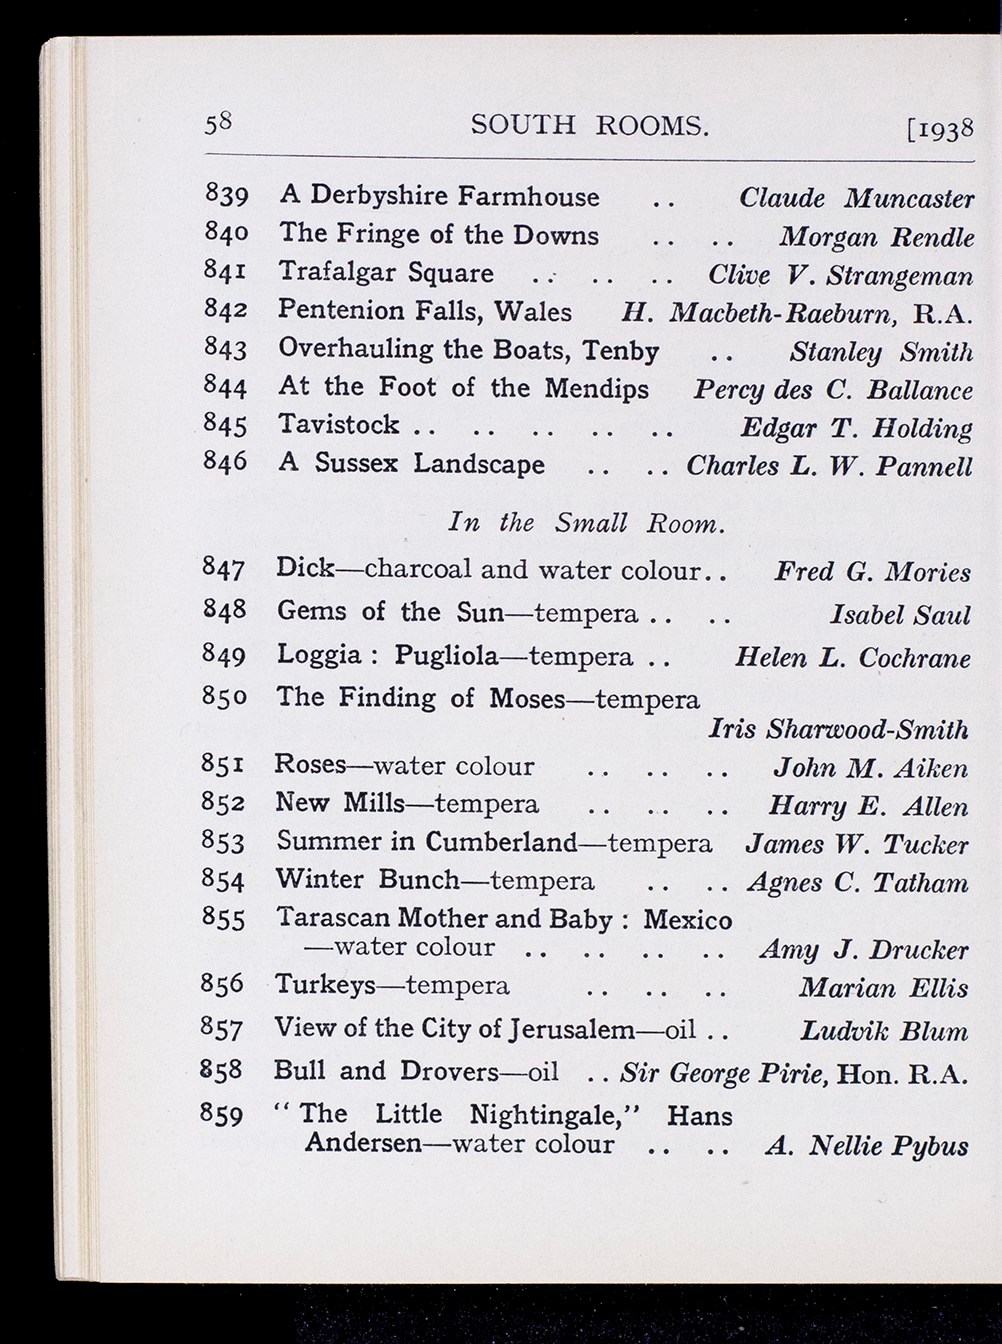 58 SOUTH ROOMS. [1938
839 A Derbyshire Farmhouse .. Claude Muncaster
840 The Fringe of the Downs .. .. Morgan Rendle
841 Trafalgar Square .. .. .. Clive V. Strangeman
842 Pentenion Falls, Wales H. Macbeth-Raeburn, R.A.
843 Overhauling the Boats, Tenby .. Stanley Smith
844 At the Foot of the Mendips Percy des C. Ballance
845 Tavistock .. .. .. .. .. Edgar T. Holding
846 A Sussex Landscape .. .. Charles L. W. Pannell
In the Small Room.
847 Dick—charcoal and water colour.. Fred G. Mories
848 Gems of the Sun—tempera .. .. Isabel Saul
849 Loggia : Pugliola—tempera .. Helen L. Cochrane
850 The Finding of Moses—tempera
Iris Sharwood-Smith
851 Roses—water colour .. .. .. John M. Aiken
852 New Mills—tempera .. .. .. Harry E. Allen
853 Summer in Cumberland—tempera James W. Tucker
854 Winter Bunch—tempera .. .. Agnes C. Tatham
855 Tarascan Mother and Baby : Mexico
—water colour .. .. .. .. Amy J. Drucker
856 Turkeys—tempera .. .. .. Marian Ellis
857 View of the City of Jerusalem—oil .. Ludvik Blum
858 Bull and Drovers—oil .. Sir George Pirie, Hon. R.A.
859 "The Little Nightingale," Hans
Andersen—water colour .. .. A. Nellie Pybus